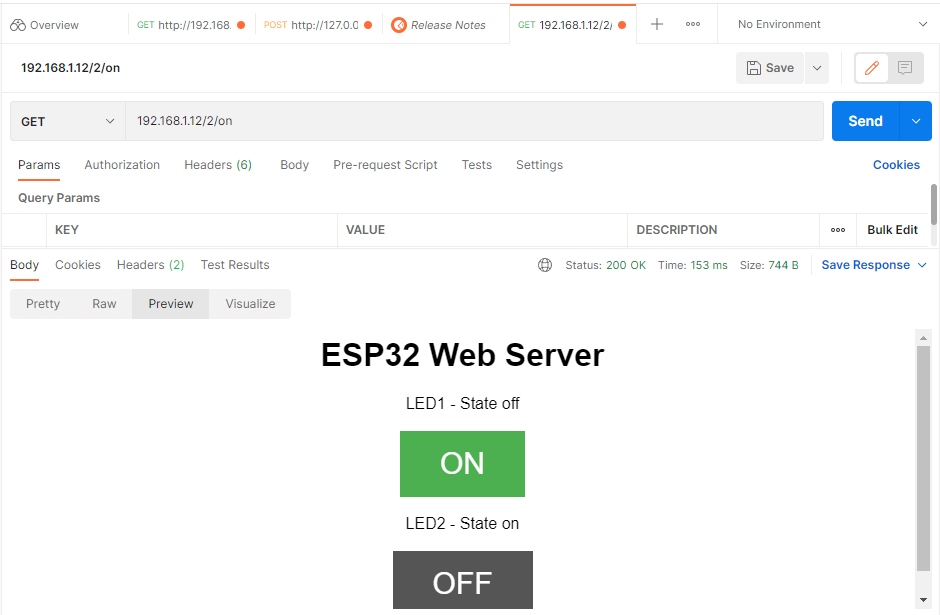 Overview GET http://192.168. POST http://127.0.0 Release Notes GET 192.168.1.12/2/ No Environment
192.168.1.12/2/on Save
GET 192.168.1.12/2/on Send
Params Authorization Headers (6) Body Pre-request Script Tests Settings Cookies
Query Params
KEY VALUE DESCRIPTION Bulk Edit
Body Cookies Headers (2) Test Results Status: 200 OK Time: 153 ms Size: 744 B Save Response
Pretty Raw Preview Visualize
ESP32 Web Server
LED1 - State off
ON
LED2 - State on
OFF